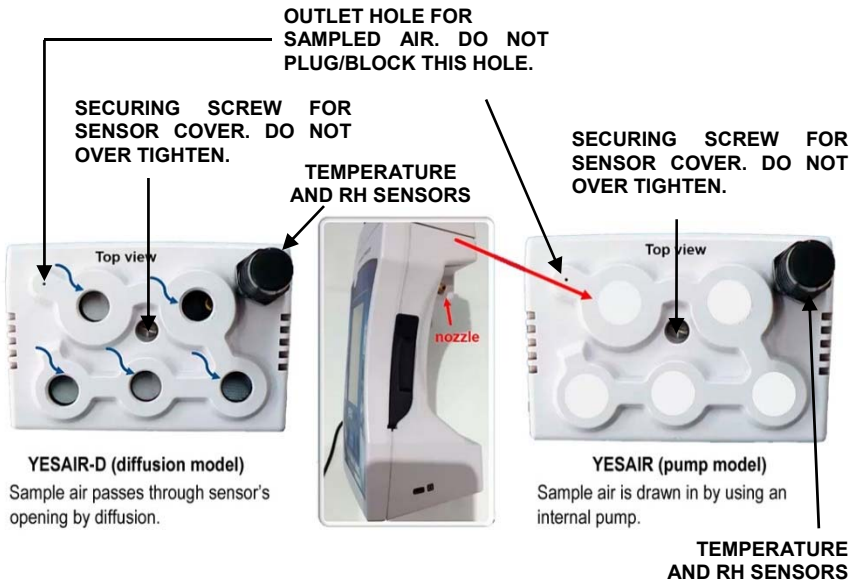 OUTLET HOLE FOR
SAMPLED AIR. DO NOT
PLUG/BLOCK THIS HOLE.
SECURING SCREW FOR
SENSOR COVER. DO NOT
OVER TIGHTEN.
TEMPERATURE
AND RH SENSORS
SECURING SCREW FOR
SENSOR COVER. DO NOT
OVER TIGHTEN.
Top view
nozzle
Top view
YESAIR-D (diffusion model)
Sample air passes through sensor's
opening by diffusion.
YESAIR (pump model)
Sample air is drawn in by using an
internal pump.
TEMPERATURE
AND RH SENSORS